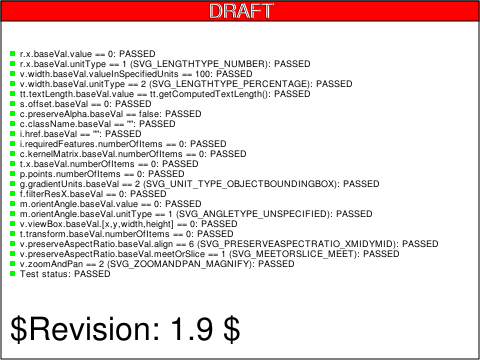 DRAFT
r.x.baseVal.value == 0: PASSED
r.x.baseVal.unitType == 1 (SVG_LENGTHTYPE_NUMBER): PASSED
v.width.baseVal.valueInSpecifiedUnits == 100: PASSED
v.width.baseVal.unitType == 2 (SVG_LENGTHTYPE_PERCENTAGE): PASSED
tt.textLength.baseVal.value == tt.getComputedTextLength(): PASSED
s.offset.baseVal == 0: PASSED
c.preserveAlpha.baseVal == false: PASSED
c.className.baseVal == "": PASSED
i.href.baseVal == "": PASSED
i.requiredFeatures.numberOfItems == 0: PASSED
c.kernelMatrix.baseVal.numberOfItems == 0: PASSED
t.x.baseVal.numberOfItems == 0: PASSED
p.points.numberOfItems == 0: PASSED
g.gradientUnits.baseVal == 2 (SVG_UNIT_TYPE_OBJECTBOUNDINGBOX): PASSED
f.filterResX.baseVal == 0: PASSED
m.orientAngle.baseVal.value == 0: PASSED
m.orientAngle.baseVal.unitType == 1 (SVG_ANGLETYPE_UNSPECIFIED): PASSED
v.viewBox.baseVal.[x,y,width,height] == 0: PASSED
t.transform.baseVal.numberOfItems == 0: PASSED
v.preserveAspectRatio.baseVal.align == 6 (SVG_PRESERVEASPECTRATIO_XMIDYMID): PASSED
v.preserveAspectRatio.baseVal.meetOrSlice == 1 (SVG_MEETORSLICE_MEET): PASSED
v.zoomAndPan == 2 (SVG_ZOOMANDPAN_MAGNIFY): PASSED
Test status: PASSED
$Revision: 1.9 $